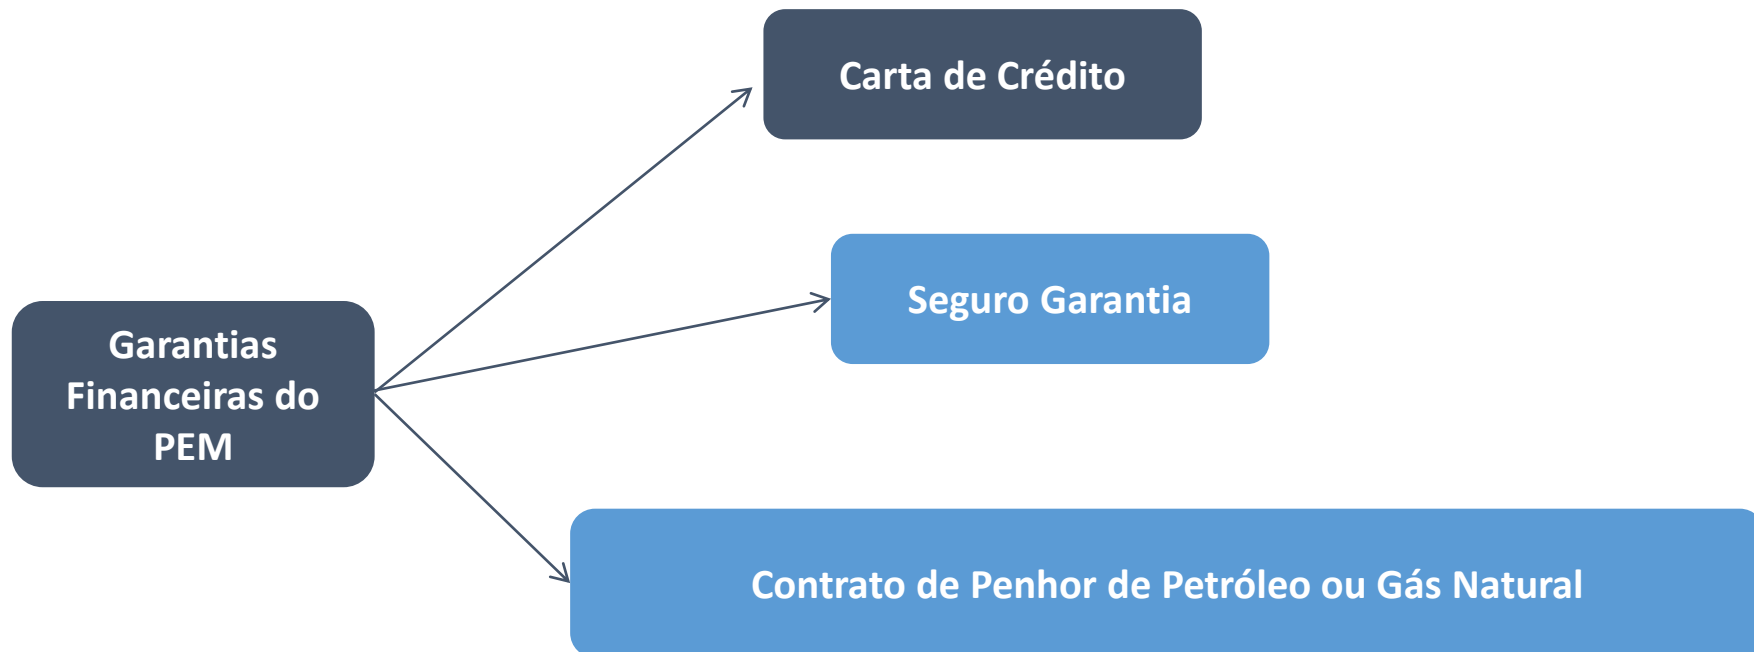 Carta de Crédito
Seguro Garantia
Garantias
Financeiras do
PEM
Contrato de Penhor de Petróleo ou Gás Natural